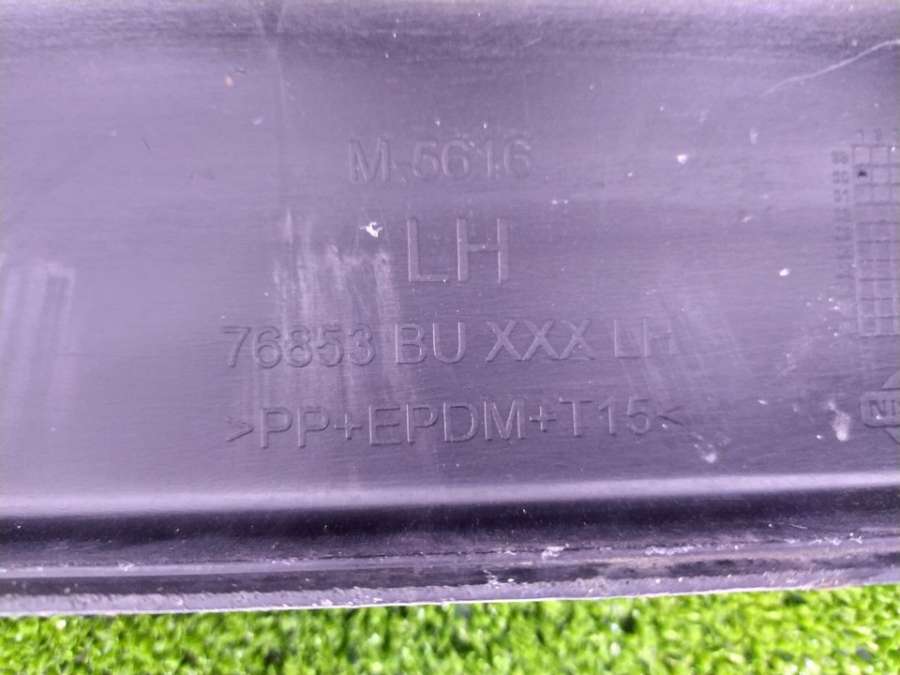 M-5616
LH
76853 BU XXX LH
>PP+EPDM+T15<